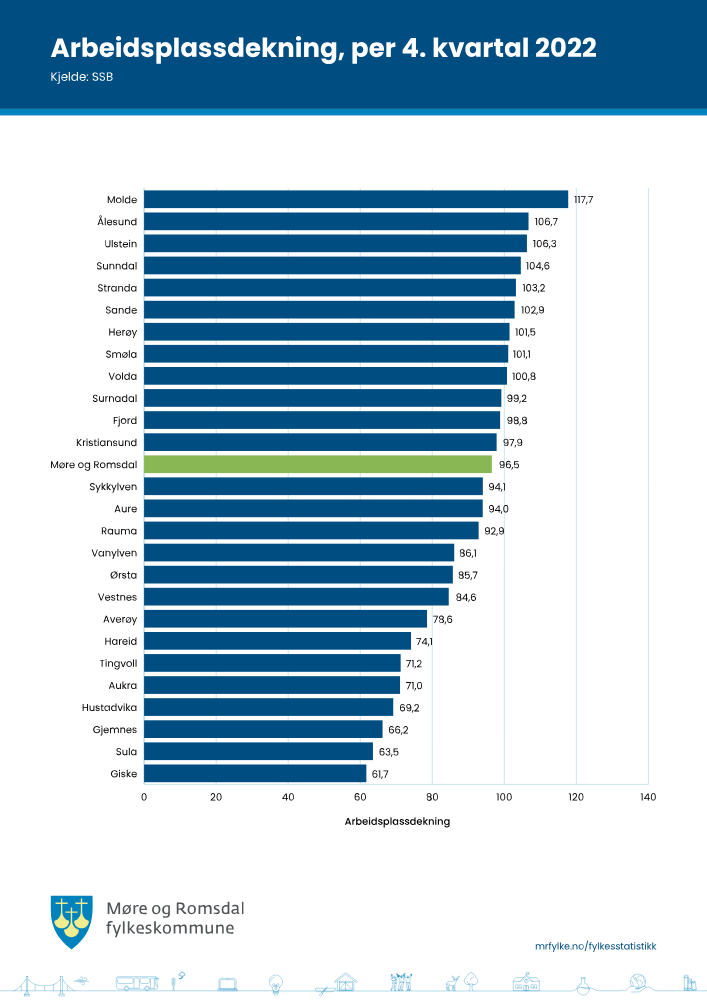 Arbeidsplassdekning, per 4. kvartal 2022
Kjelde: SSB
Molde 117,7
Ålesund 106,7
Ulstein 106,3
Sunndal 104,6
Stranda 103,2
Sande 102,9
Herøy 101,5
Smøla 101,1
Volda 100,8
Surnadal 99,2
Fjord 98,8
Kristiansund 97,9
Møre og Romsdal 96,5
Sykkylven 94,1
Aure 94,0
Rauma 92,9
Vanylven 86,1
Ørsta 85,7
Vestnes 84,6
Averøy 78,6
Hareid 74,1
Tingvoll 71,2
Aukra 71,0
Hustadvika 69,2
Gjemnes 66,2
Sula 63,5
Giske 61,7
0 20 40 60 80 100 120 140
Arbeidsplassdekning
Møre og Romsdal
fylkeskommune
mrfylke.no/fylkesstatistikk